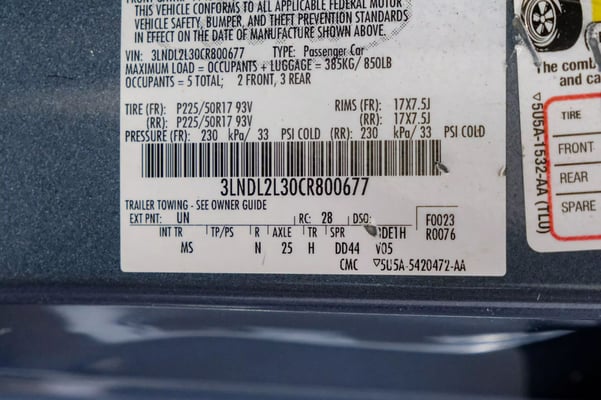 THIS VEHICLE CONFORMS TO ALL APPLICABLE FEDERAL MOTOR
VEHICLE SAFETY, BUMPER, AND THEFT PREVENTION STANDARDS
IN EFFECT ON THE DATE OF MANUFACTURE SHOWN ABOVE.
VIN: 3LNDL2L30CR800677 TYPE: Passenger Car
MAXIMUM LOAD = OCCUPANTS + LUGGAGE = 385KG/850LB
OCCUPANTS = 5 TOTAL; 2 FRONT, 3 REAR
TIRE (FR): P225/50R17 93V RIMS (FR): 17X7.5J
(RR): P225/50R17 93V (RR): 17X7.5J
PRESSURE (FR): 230 kPa/ 33 PSI COLD (RR): 230 kPa/ 33 PSI COLD
3LNDL2L30CR800677
TRAILER TOWING - SEE OWNER GUIDE
EXT PNT: UN RC: 28 DSO: F0023
INT TR TP/PS R AXLE TR SPR R0076
MS N 25 H DD44 V05
CMC 5U5A-5420472-AA
The comb
and ca
5U5A-1532-AA (TLU)
TIRE
FRONT
REAR
SPARE